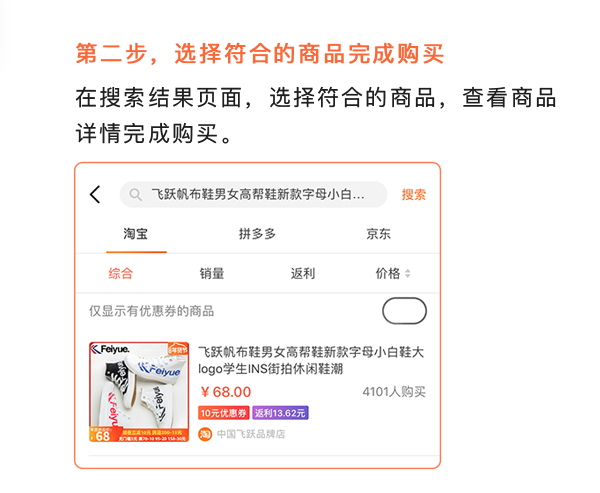 第二步，选择符合的商品完成购买
在搜索结果页面，选择符合的商品，查看商品
详情完成购买。
飞跃帆布鞋男女高帮鞋新款字母小白... 搜索
淘宝 拼多多 京东
综合 销量 返利 价格
仅显示有优惠券的商品
Feiyue.
飞跃帆布鞋男女高帮鞋新款字母小白鞋大
logo学生INS街拍休闲鞋潮
Feiyue
Feiyue
¥68.00 4101人购买
10元优惠券 返利13.62元
68
淘 中国飞跃品牌店